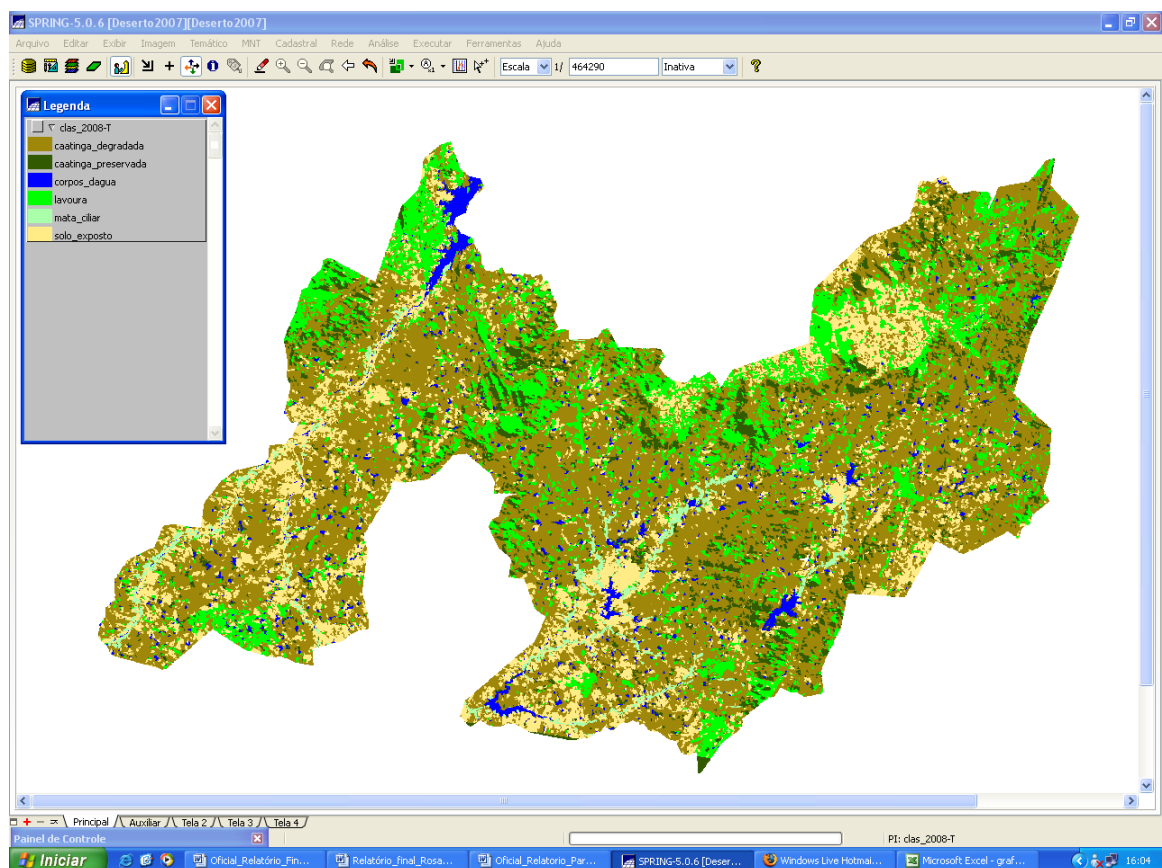 SPRING-5.0.6 [Deserto2007][Deserto2007]
Arquivo Editar Exibir Imagem Temático MNT Cadastral Rede Análise Executar Ferramentas Ajuda
Escala 1/ 464290 Inativa
Legenda
clas_2008-T
caatinga_degradada
caatinga_preservada
corpos_dagua
lavoura
mata_ciliar
solo_exposto
Principal Auxiliar Tela 2 Tela 3 Tela 4
Painel de Controle
PI: clas_2008-T
Iniciar Oficial_Relatório_Fin... Relatório_final_Rosa... Oficial_Relatorio_Par... SPRING-5.0.6 [Deser... Windows Live Hotmai... Microsoft Excel - graf... 16:04